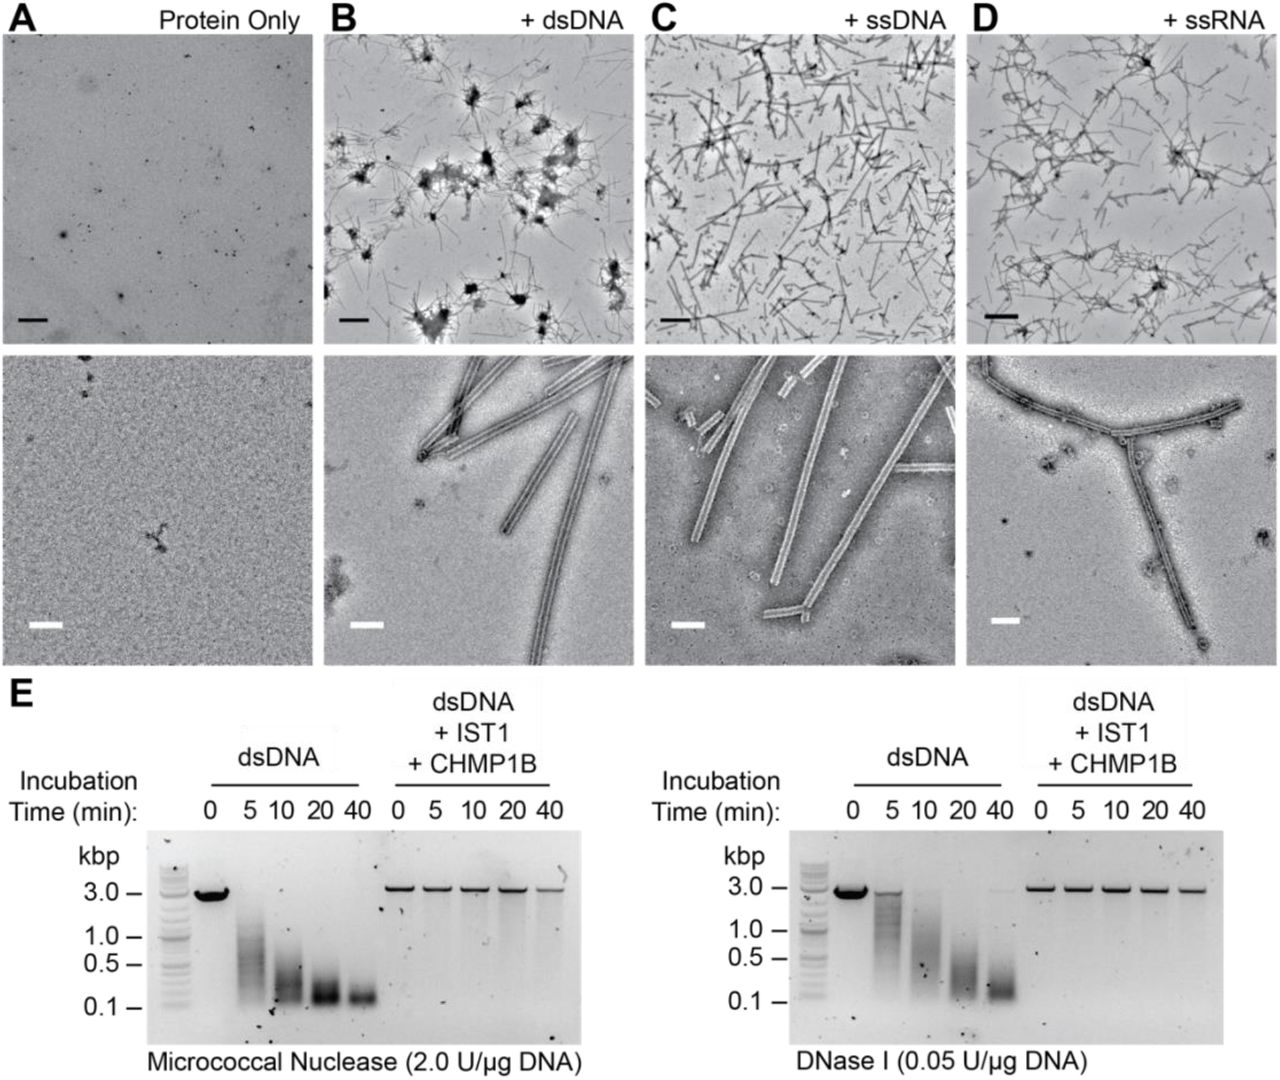 A Protein Only
B + dsDNA
C + ssDNA
D + ssRNA
E
dsDNA
+ IST1
+ CHMP1B
dsDNA
Incubation
Time (min): 0 5 10 20 40 0 5 10 20 40
kbp
3.0
1.0
0.5
0.1
Micrococcal Nuclease (2.0 U/µg DNA)
dsDNA
+ IST1
+ CHMP1B
dsDNA
Incubation
Time (min): 0 5 10 20 40 0 5 10 20 40
kbp
3.0
1.0
0.5
0.1
DNase I (0.05 U/µg DNA)